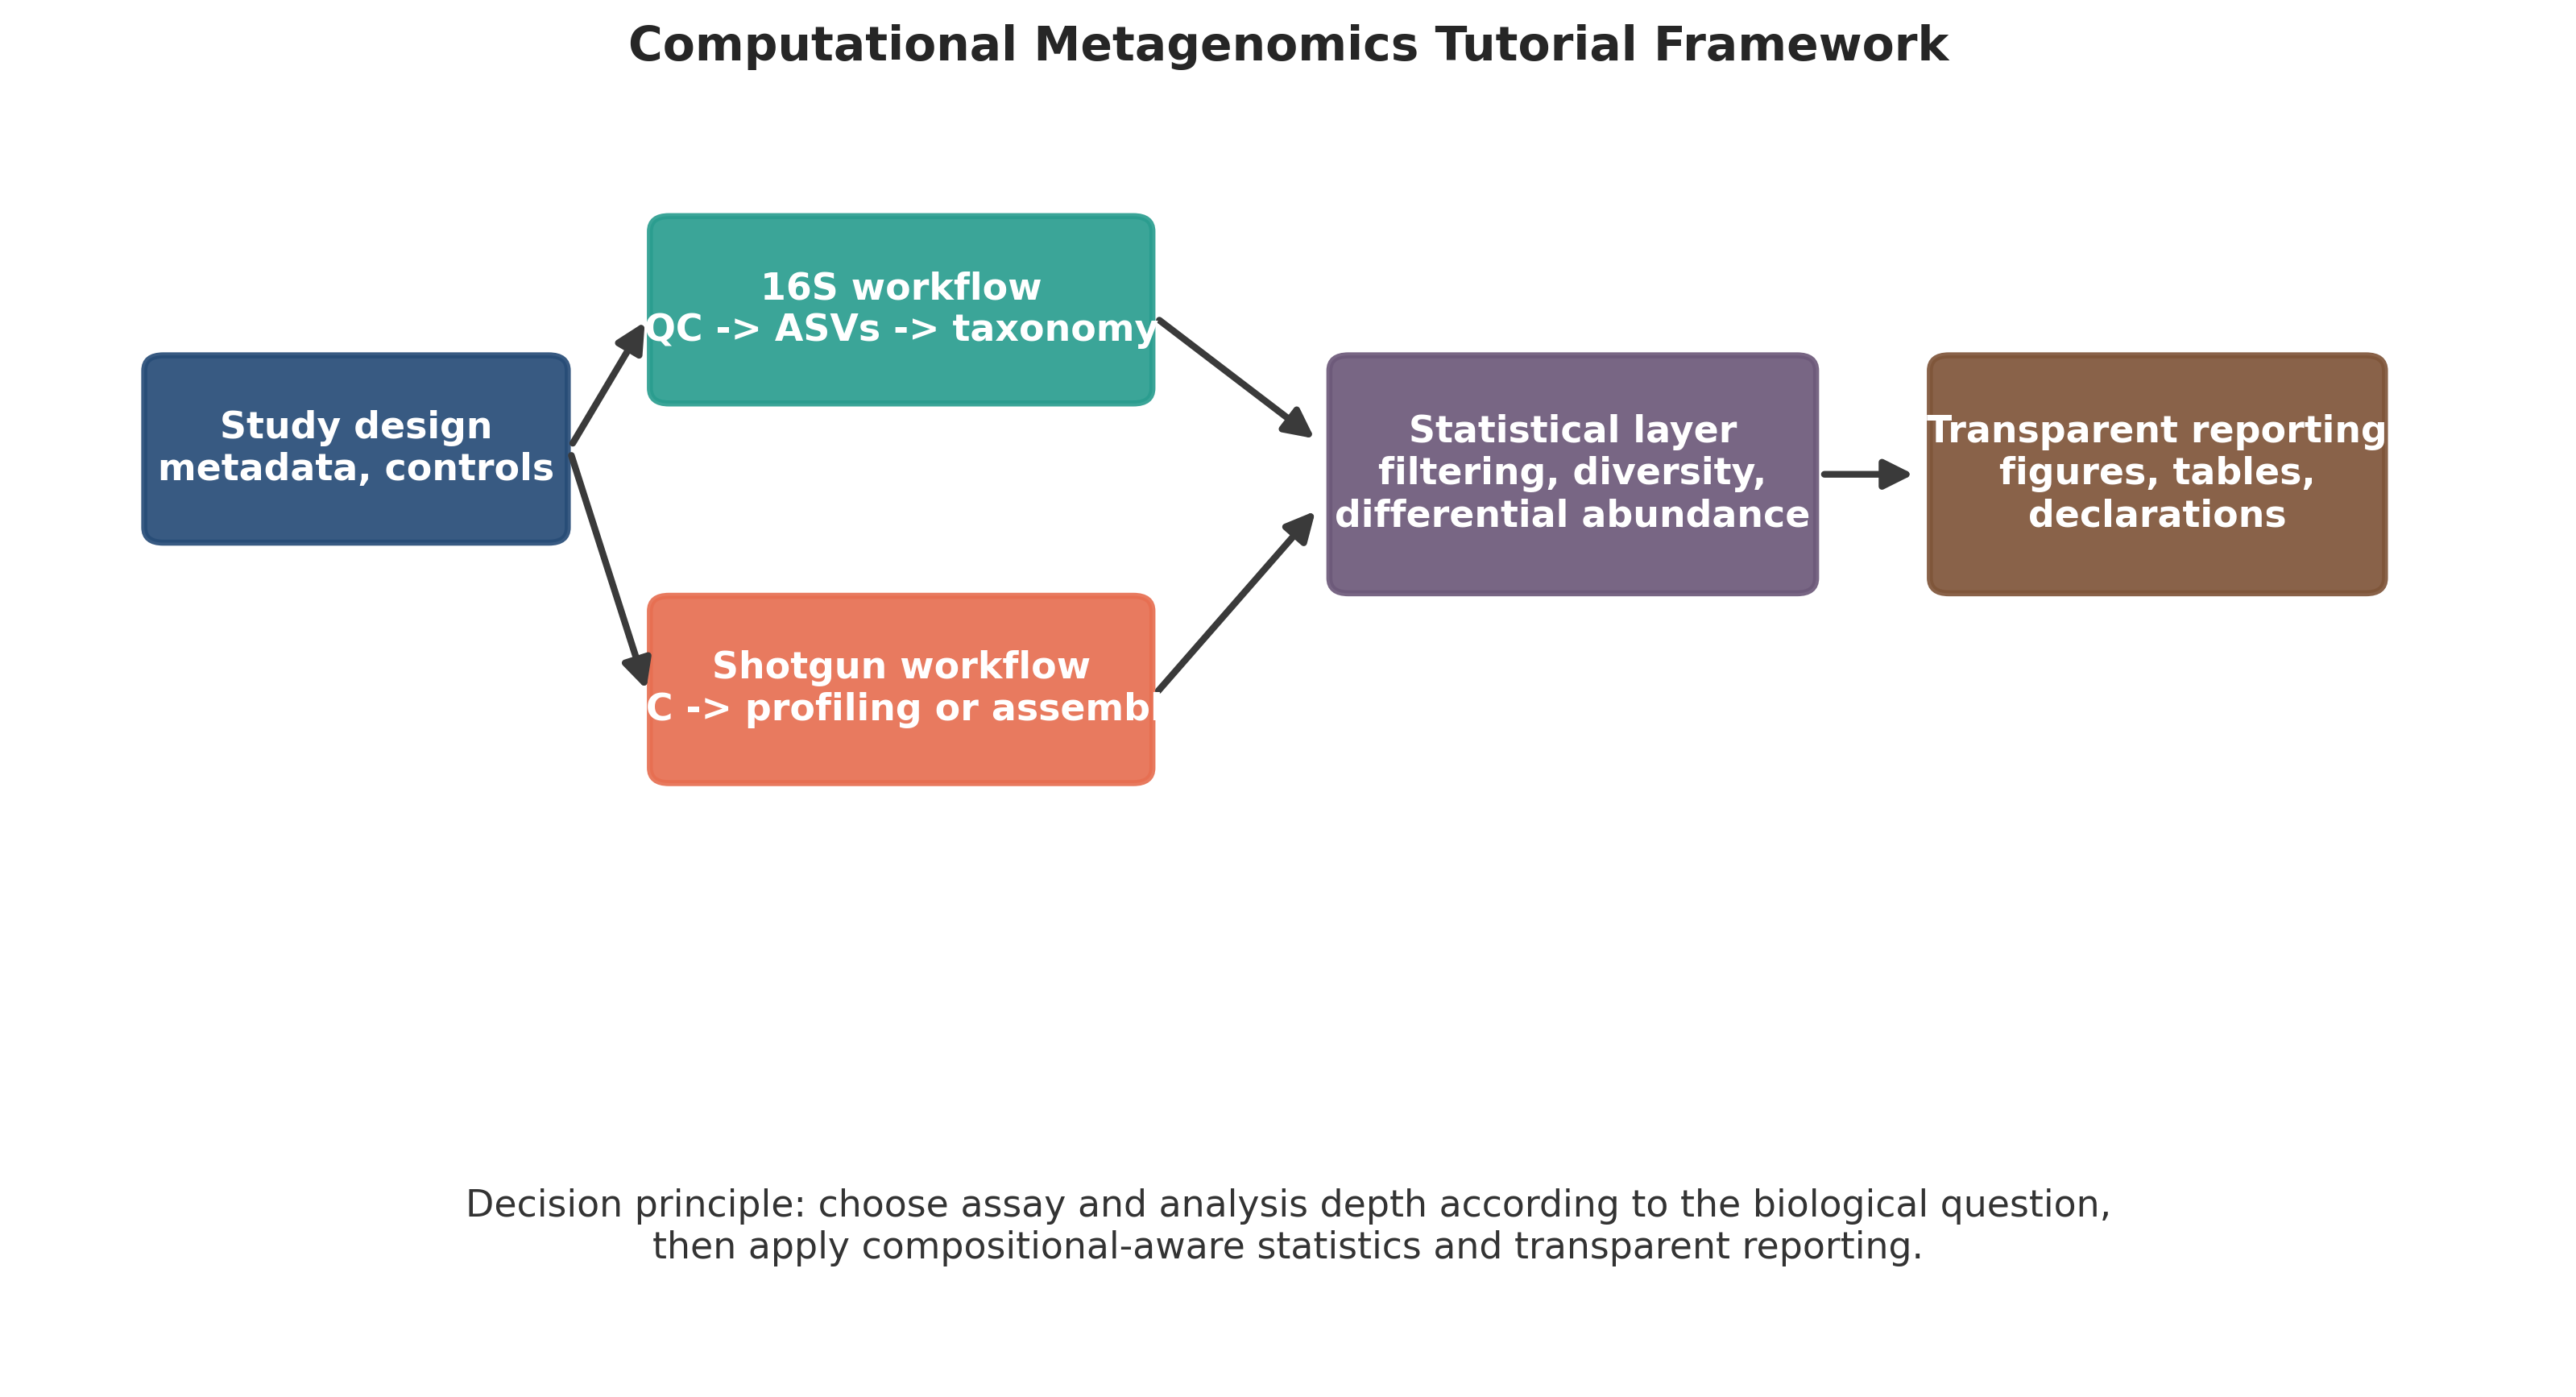 Computational Metagenomics Tutorial Framework
Study design
metadata, controls
16S workflow
QC -> ASVs -> taxonomy
Shotgun workflow
C -> profiling or assembl
Statistical layer
filtering, diversity,
differential abundance
Transparent reporting
figures, tables,
declarations
Decision principle: choose assay and analysis depth according to the biological question,
then apply compositional-aware statistics and transparent reporting.